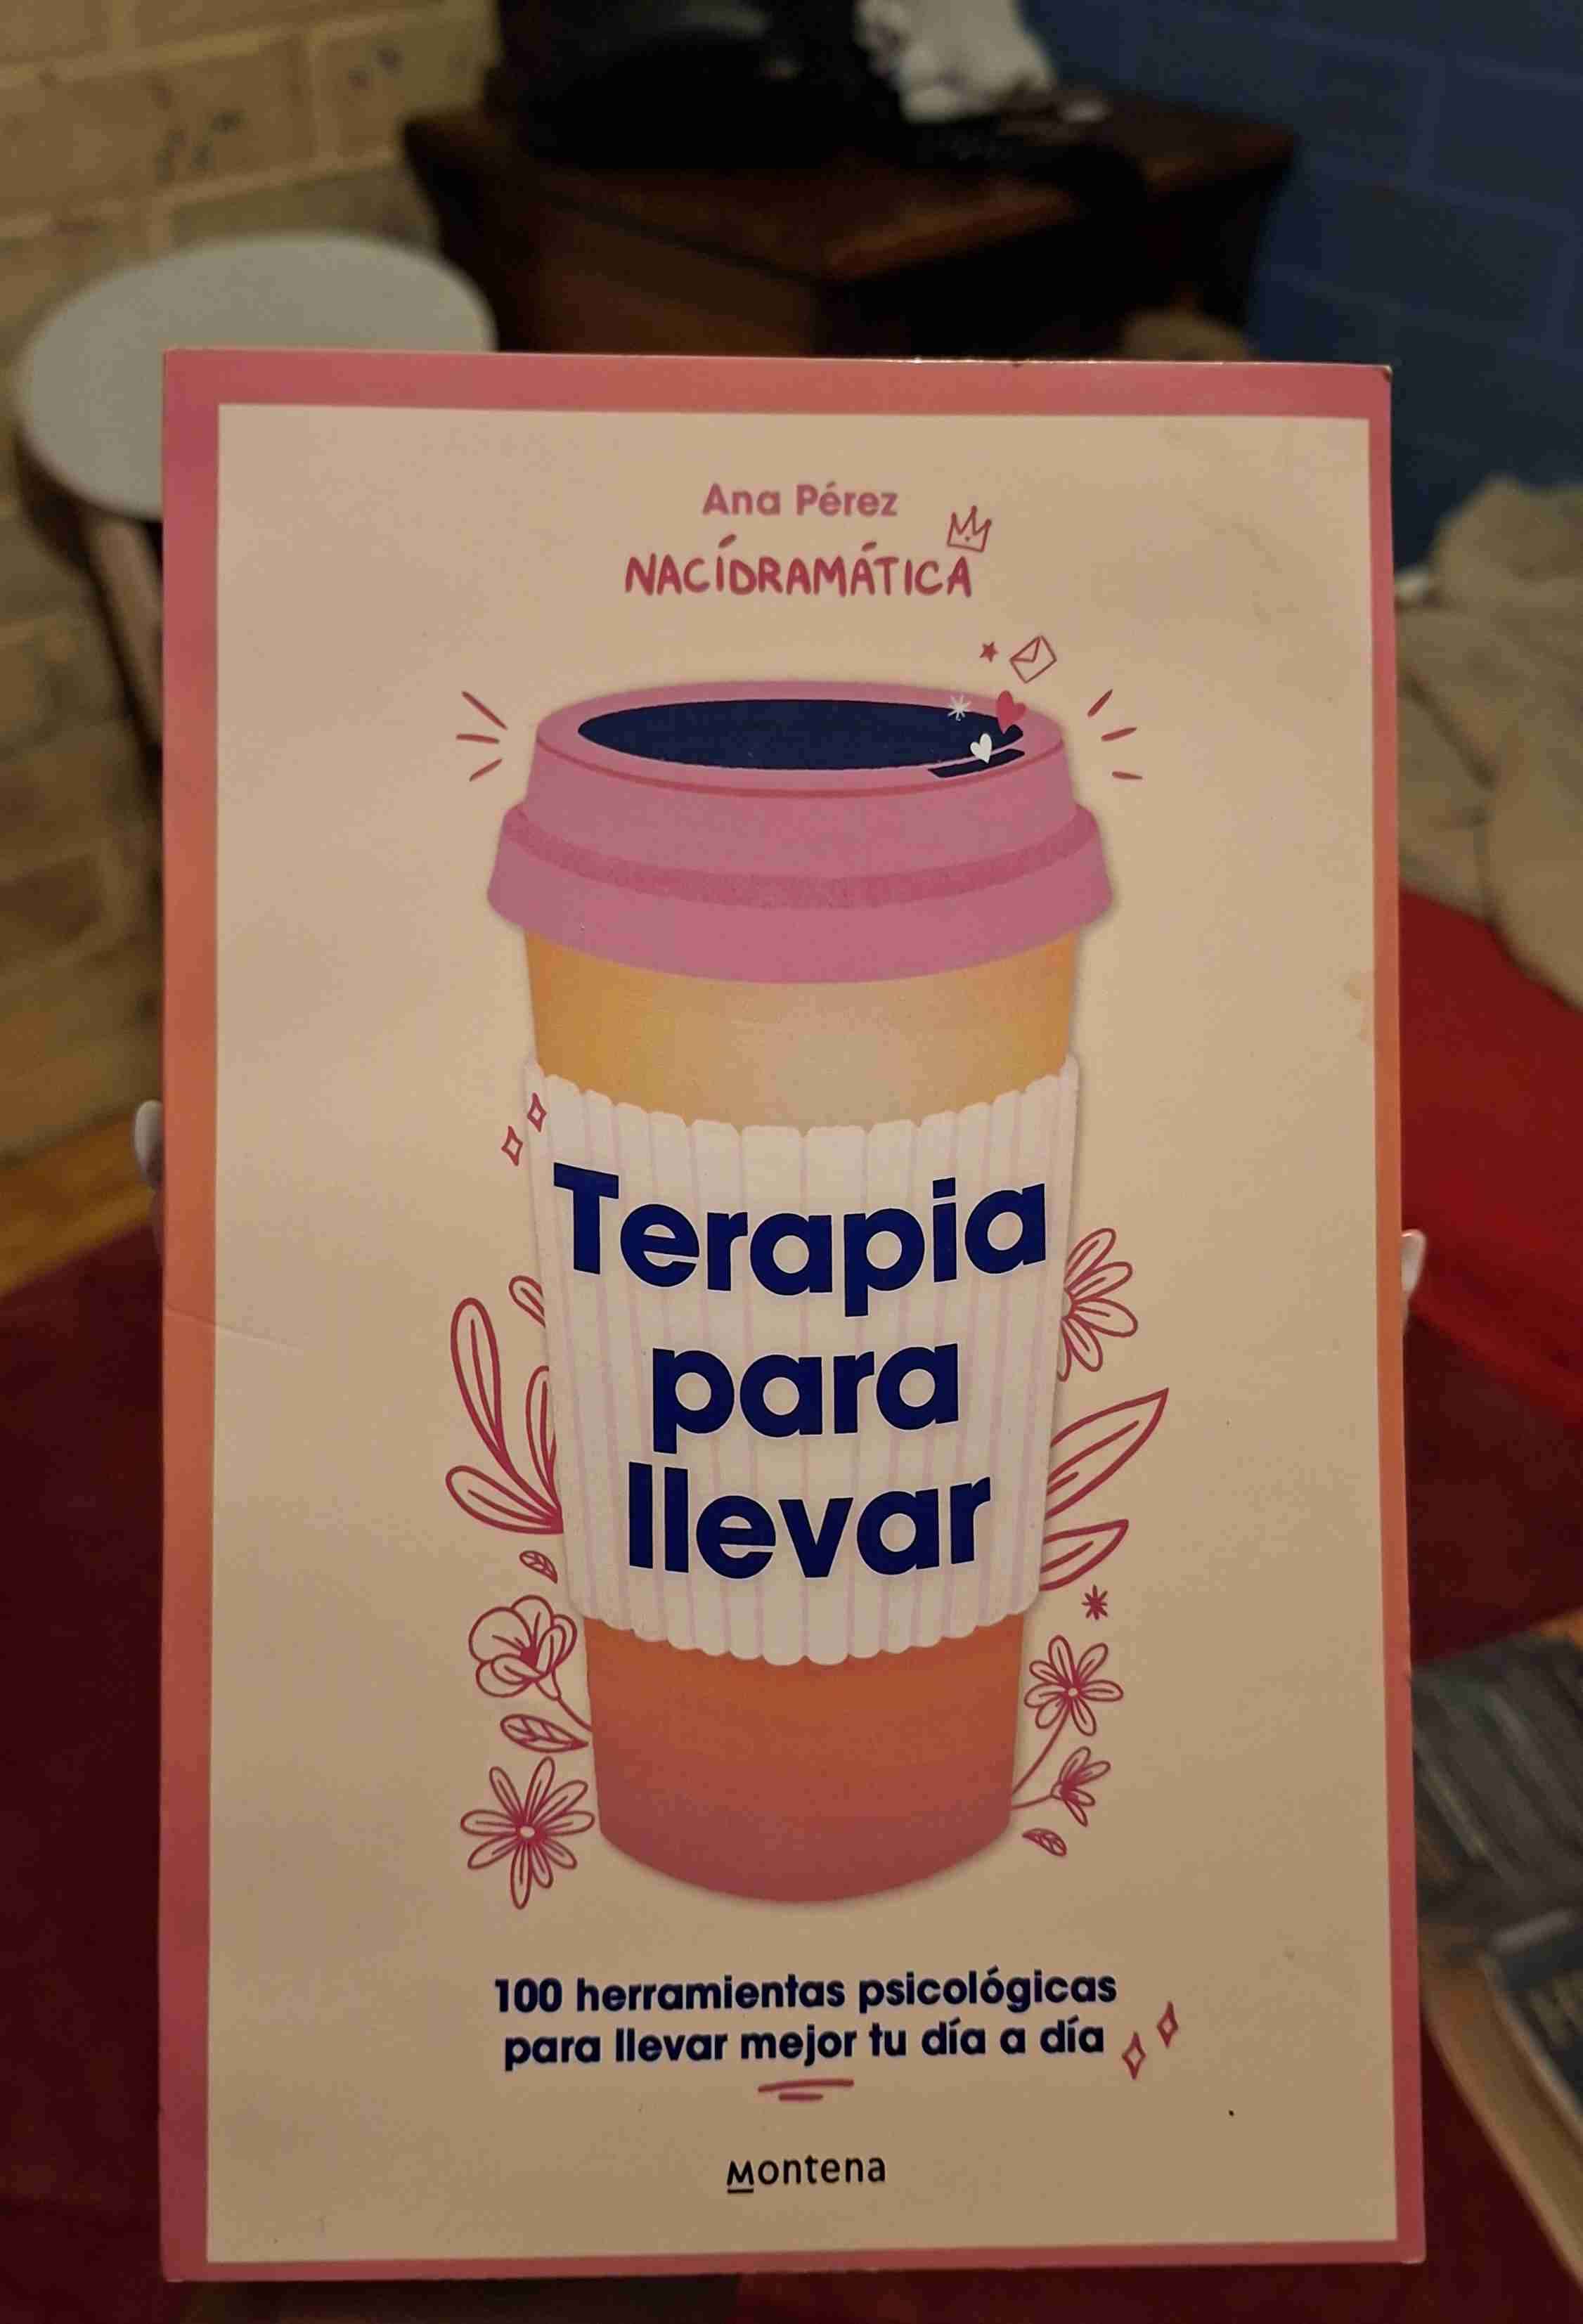 Ana Pérez
NACÍDRAMÁTICA
Terapia
para
llevar
100 herramientas psicológicas
para llevar mejor tu día a día
Montena